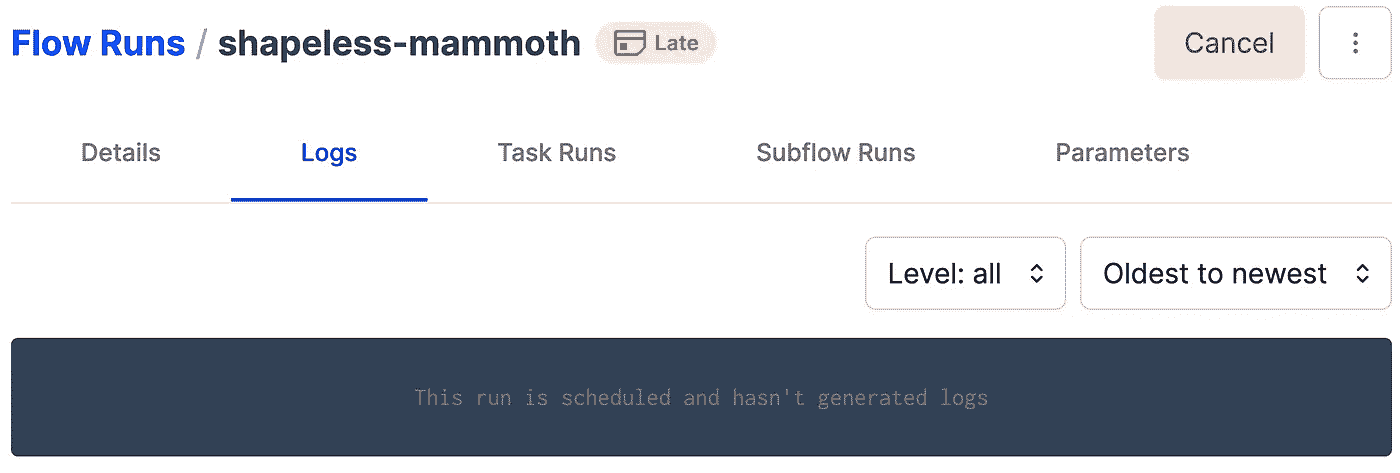 Flow Runs / shapeless-mammoth Late Cancel
Details Logs Task Runs Subflow Runs Parameters
Level: all Oldest to newest
This run is scheduled and hasn't generated logs